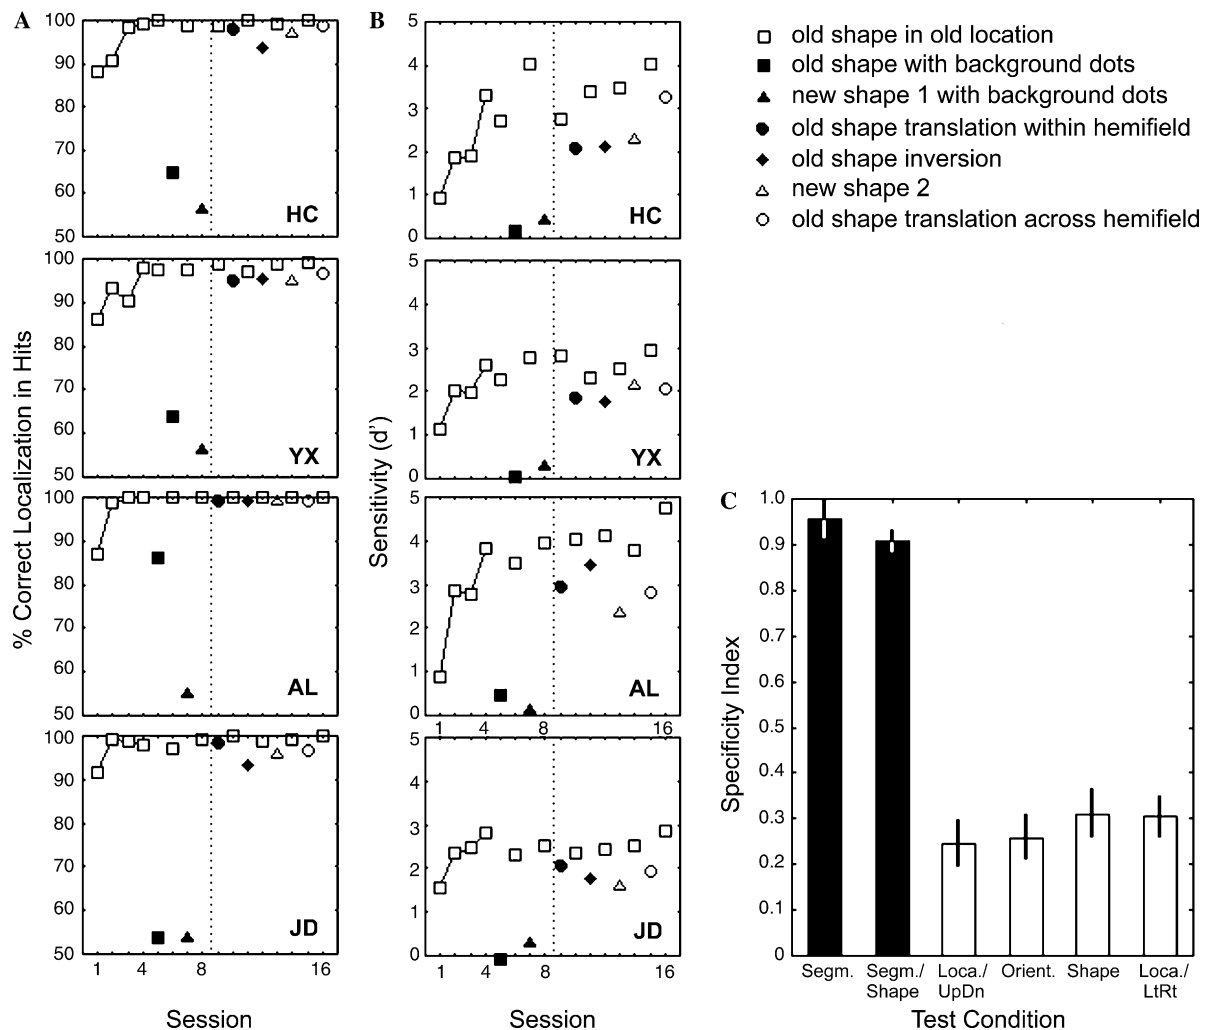 A
B
old shape in old location
old shape with background dots
new shape 1 with background dots
old shape translation within hemifield
old shape inversion
new shape 2
old shape translation across hemifield
% Correct Localization in Hits
100
90
80
70
60
50
HC
100
90
80
70
60
50
YX
100
90
80
70
60
50
AL
100
90
80
70
60
50
JD
1 4 8 16
Session
Sensitivity (d')
5
4
3
2
1
0
HC
5
4
3
2
1
0
YX
5
4
3
2
1
0
AL
1 4 8 16
5
4
3
2
1
0
JD
1 4 8 16
Session
C
Specificity Index
1.0
0.9
0.8
0.7
0.6
0.5
0.4
0.3
0.2
0.1
0
Segm. Segm./ Loca./ Orient. Shape Loca./
Shape UpDn LtRt
Test Condition